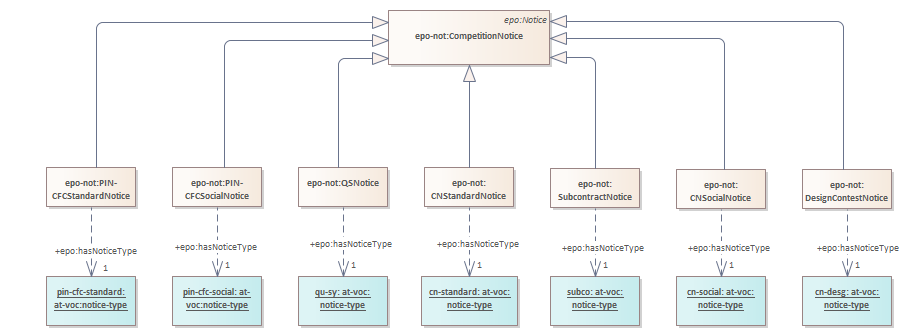 epo:Notice
epo-not:CompetitionNotice
epo-not:PIN-
CFCStandardNotice
epo-not:PIN-
CFCSocialNotice
epo-not:QSNotice
epo-not:
CNStandardNotice
epo-not:
SubcontractNotice
epo-not:
CNSocialNotice
epo-not:
DesignContestNotice
+epo:hasNoticeType
1
+epo:hasNoticeType
1
+epo:hasNoticeType
1
+epo:hasNoticeType
1
+epo:hasNoticeType
1
+epo:hasNoticeType
1
+epo:hasNoticeType
1
pin-cfc-standard:
at-voc:notice-type
pin-cfc-social: at-
voc:notice-type
qu-sy: at-voc:
notice-type
cn-standard: at-voc:
notice-type
subco: at-voc:
notice-type
cn-social: at-voc:
notice-type
cn-desg: at-voc:
notice-type